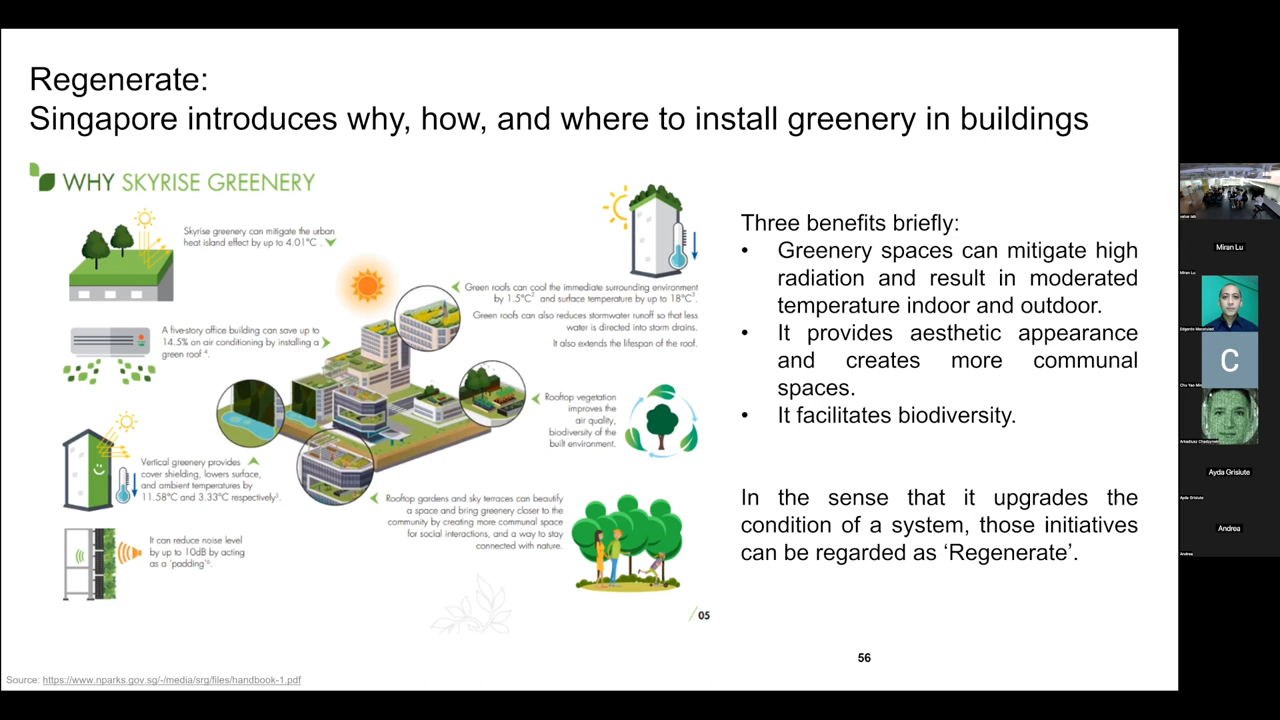 Regenerate:
Singapore introduces why, how, and where to install greenery in buildings
WHY SKYRISE GREENERY
Skyrise greenery can mitigate the urban
heat island effect by up to 4.01°C .
A five-story office building can save up to
14.5% on air conditioning by installing a
green roof 4.
Vertical greenery provides
cover shielding, lowers surface,
and ambient temperatures by
11.58°C and 3.33°C respectively5.
It can reduce noise level
by up to 10dB by acting
as a 'padding'6.
Green roofs can cool the immediate surrounding environment
by 1.5°C2 and surface temperature by up to 18°C3.
Green roofs can also reduces stormwater runoff so that less
water is directed into storm drains.
It also extends the lifespan of the roof.
Rooftop vegetation
improves the
air quality,
biodiversity of the
built environment.
Rooftop gardens and sky terraces can beautify
a space and bring greenery closer to the
community by creating more communal space
for social interactions, and a way to stay
connected with nature.
05
Three benefits briefly:
• Greenery spaces can mitigate high
radiation and result in moderated
temperature indoor and outdoor.
• It provides aesthetic appearance
and creates more communal
spaces.
• It facilitates biodiversity.
In the sense that it upgrades the
condition of a system, those initiatives
can be regarded as ‘Regenerate’.
56
Source: https://www.nparks.gov.sg/-/media/srg/files/handbook-1.pdf
value lab
Miran Lu
Miran Lu
C
Ayda Grisiute
Ayda Grisiute
Andrea
Andrea